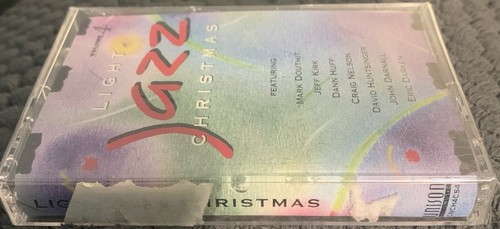 LIGHT
Jazz
CHRISTMAS
FEATURING:
MARK DOUTHIT
JEFF KIRK
DANN HUFF
CRAIG NELSON
DAVID HUNTSINGER
JOHN DARNALL
ERIC DARKEN
CHRISTMAS
unison